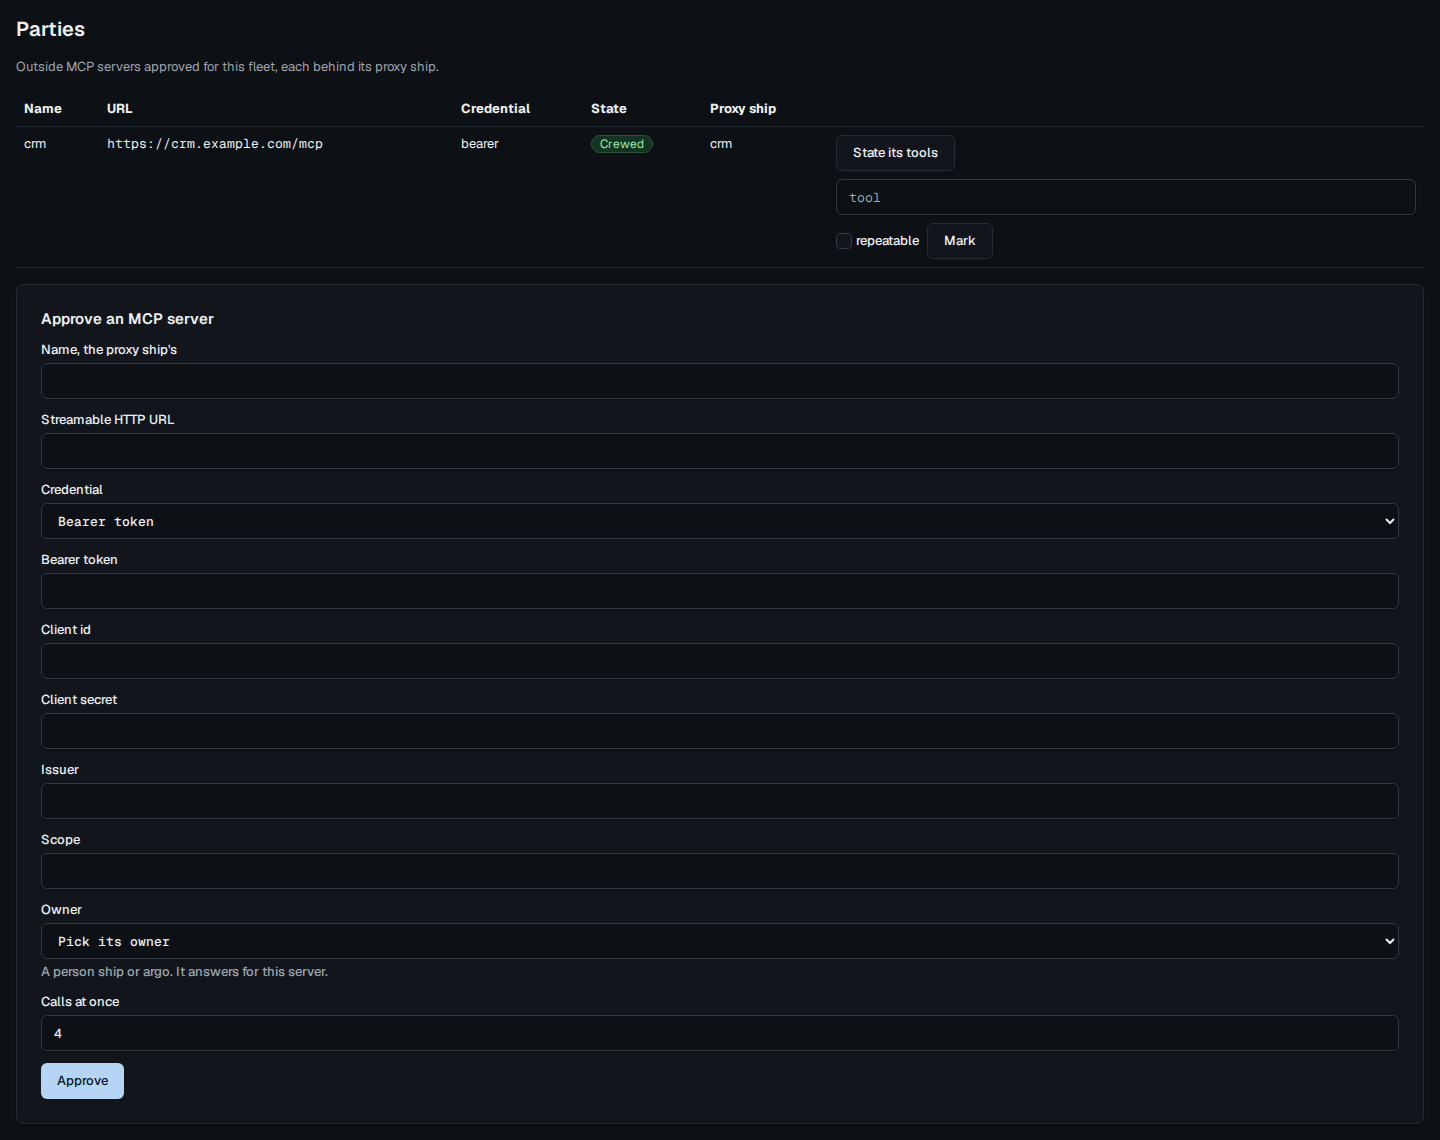 Parties
Outside MCP servers approved for this fleet, each behind its proxy ship.
Name URL Credential State Proxy ship
crm https://crm.example.com/mcp bearer Crewed crm
State its tools
tool
repeatable Mark
Approve an MCP server
Name, the proxy ship's
Streamable HTTP URL
Credential
Bearer token
Bearer token
Client id
Client secret
Issuer
Scope
Owner
Pick its owner
A person ship or argo. It answers for this server.
Calls at once
4
Approve